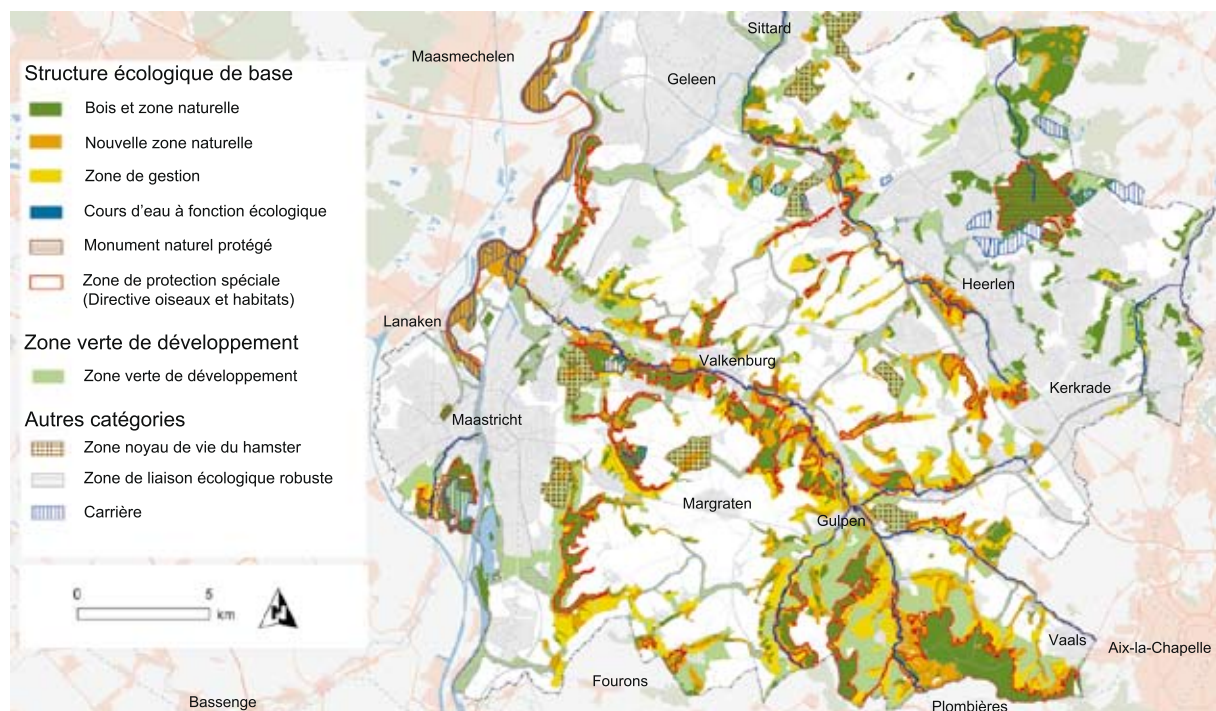 Structure écologique de base
Bois et zone naturelle
Nouvelle zone naturelle
Zone de gestion
Cours d'eau à fonction écologique
Monument naturel protégé
Zone de protection spéciale
(Directive oiseaux et habitats)
Zone verte de développement
Zone verte de développement
Autres catégories
Zone noyau de vie du hamster
Zone de liaison écologique robuste
Carrière
0 5
km
N
Sittard
Maasmechelen
Geleen
Heerlen
Lanaken
Valkenburg
Kerkrade
Maastricht
Margraten
Gulpen
Vaals
Aix-la-Chapelle
Fourons
Bassenge
Plombières